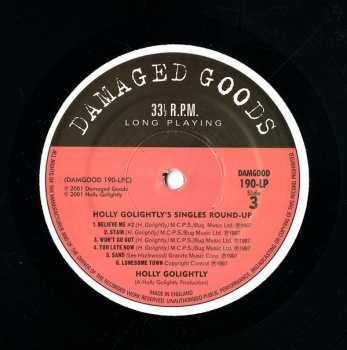 DAMAGED GOODS
33⅓ R.P.M.
LONG PLAYING
(DAMGOOD 190-LPC)
℗ 2001 Damaged Goods
© 2001 Holly Golightly
DAMGOOD
190-LP
Side
3
HOLLY GOLIGHTLY'S SINGLES ROUND-UP
1. BELIEVE ME #2 (H. Golightly) M.C.P.S./Bug Music Ltd. ℗1997
2. STAIN (H. Golightly) M.C.P.S./Bug Music Ltd. ℗1997
3. WON'T GO OUT (H. Golightly) M.C.P.S./Bug Music Ltd. ℗1997
4. TOO LATE NOW (H. Golightly) M.C.P.S./Bug Music Ltd. ℗1997
5. SAND (Lee Hazlewood) Granite Music Corp. ℗1997
6. LONESOME TOWN Copyright Control ℗1997
HOLLY GOLIGHTLY
(A Holly Golightly Production)
MADE IN ENGLAND